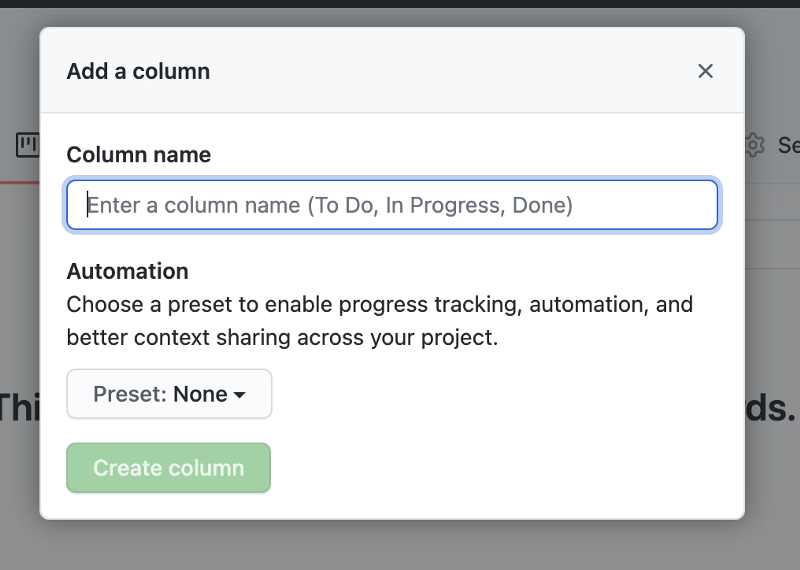 Add a column
Column name
Enter a column name (To Do, In Progress, Done)
Automation
Choose a preset to enable progress tracking, automation, and
better context sharing across your project.
Preset: None
Create column
Se
Thi
ds.